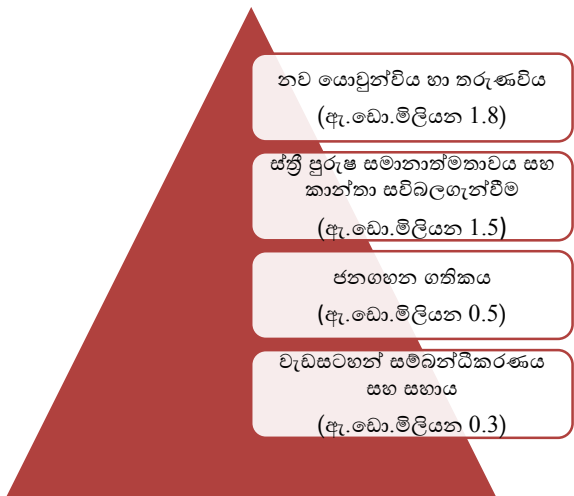 නව යොවුන්විය හා තරුණවිය
(ඇ.ඩො.මිලියන 1.8)
ස්ත්‍රී පුරුෂ සමානාත්මතාවය සහ
කාන්තා සවිබලගැන්වීම
(ඇ.ඩො.මිලියන 1.5)
ජනගහන ගතිකය
(ඇ.ඩො.මිලියන 0.5)
වැඩසටහන් සම්බන්ධීකරණය
සහ සහාය
(ඇ.ඩො.මිලියන 0.3)